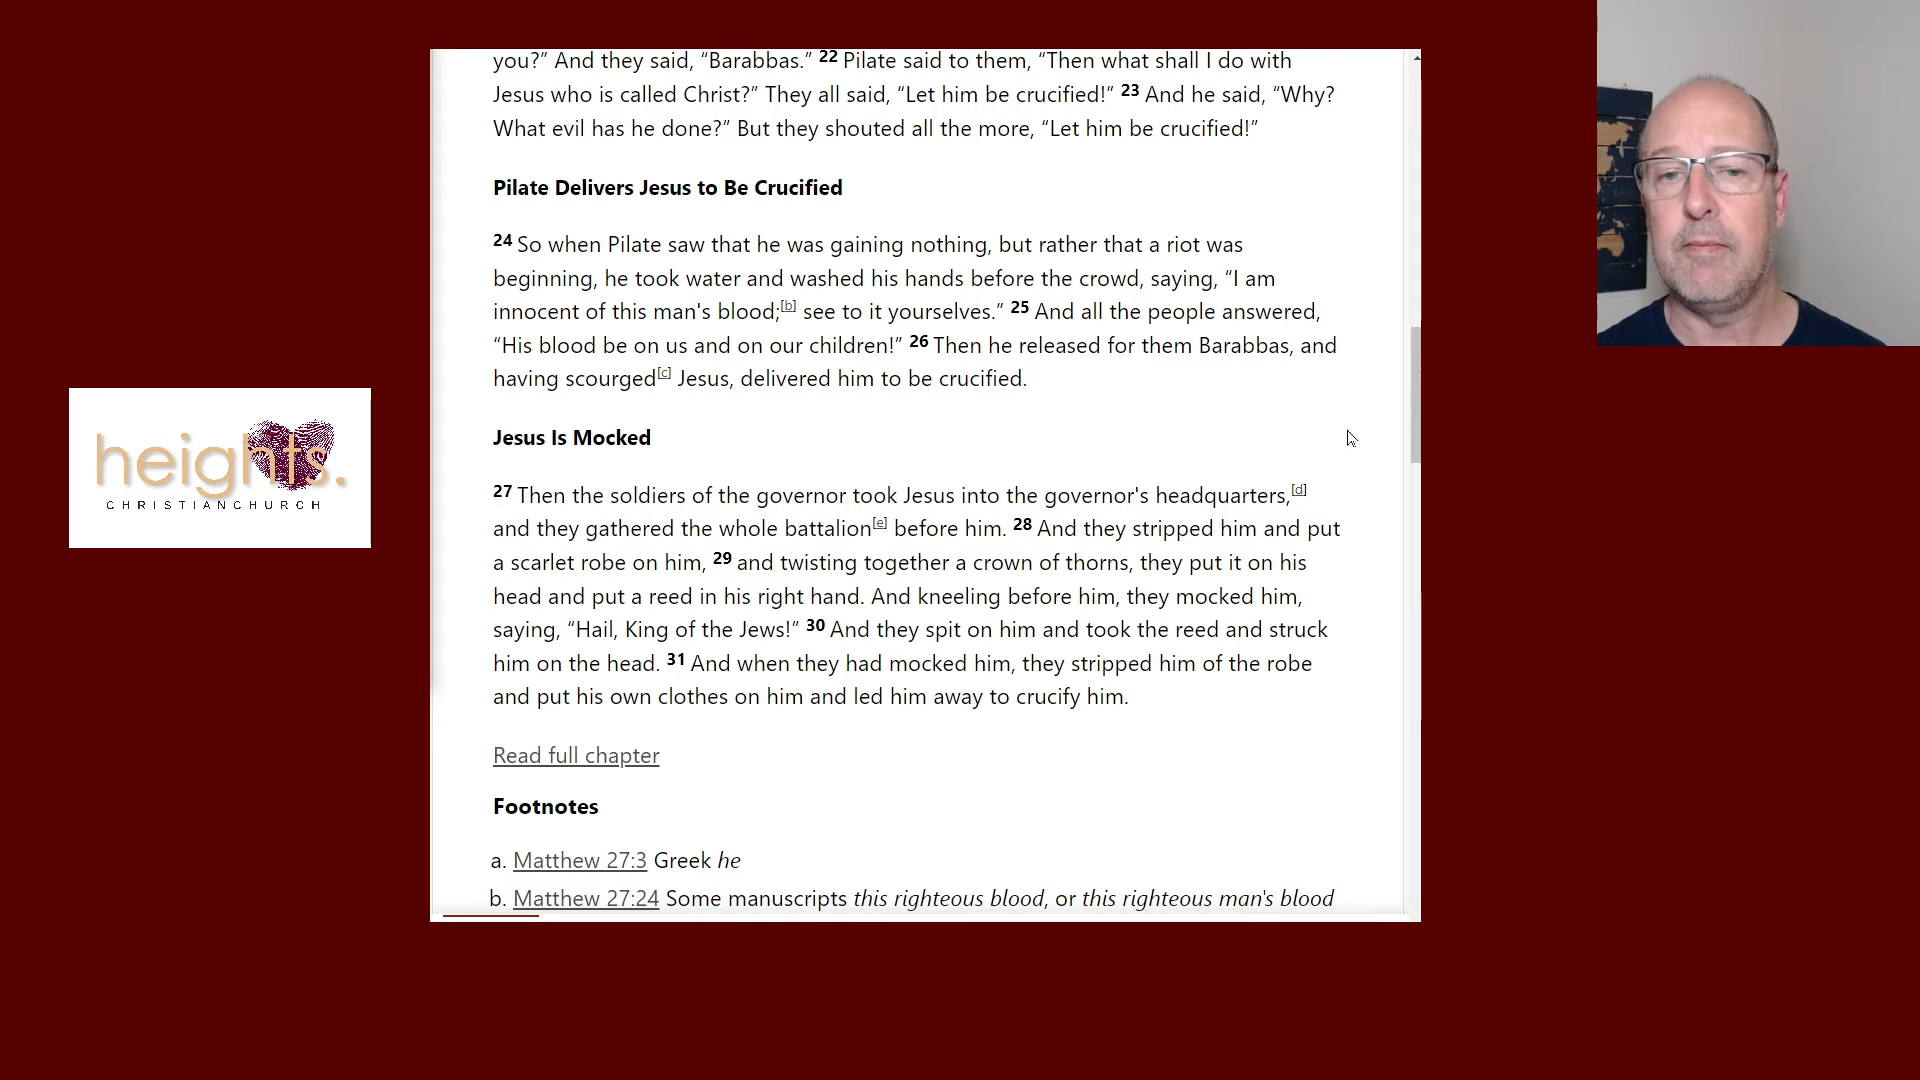 you?” And they said, “Barabbas.” 22 Pilate said to them, “Then what shall I do with
Jesus who is called Christ?” They all said, “Let him be crucified!” 23 And he said, “Why?
What evil has he done?” But they shouted all the more, “Let him be crucified!”
Pilate Delivers Jesus to Be Crucified
24 So when Pilate saw that he was gaining nothing, but rather that a riot was
beginning, he took water and washed his hands before the crowd, saying, “I am
innocent of this man's blood;[b] see to it yourselves.” 25 And all the people answered,
“His blood be on us and on our children!” 26 Then he released for them Barabbas, and
having scourged[c] Jesus, delivered him to be crucified.
Jesus Is Mocked
27 Then the soldiers of the governor took Jesus into the governor's headquarters,[d]
and they gathered the whole battalion[e] before him. 28 And they stripped him and put
a scarlet robe on him, 29 and twisting together a crown of thorns, they put it on his
head and put a reed in his right hand. And kneeling before him, they mocked him,
saying, “Hail, King of the Jews!” 30 And they spit on him and took the reed and struck
him on the head. 31 And when they had mocked him, they stripped him of the robe
and put his own clothes on him and led him away to crucify him.
Read full chapter
Footnotes
a. Matthew 27:3 Greek he
b. Matthew 27:24 Some manuscripts this righteous blood, or this righteous man's blood
heights.
CHRISTIANCHURCH